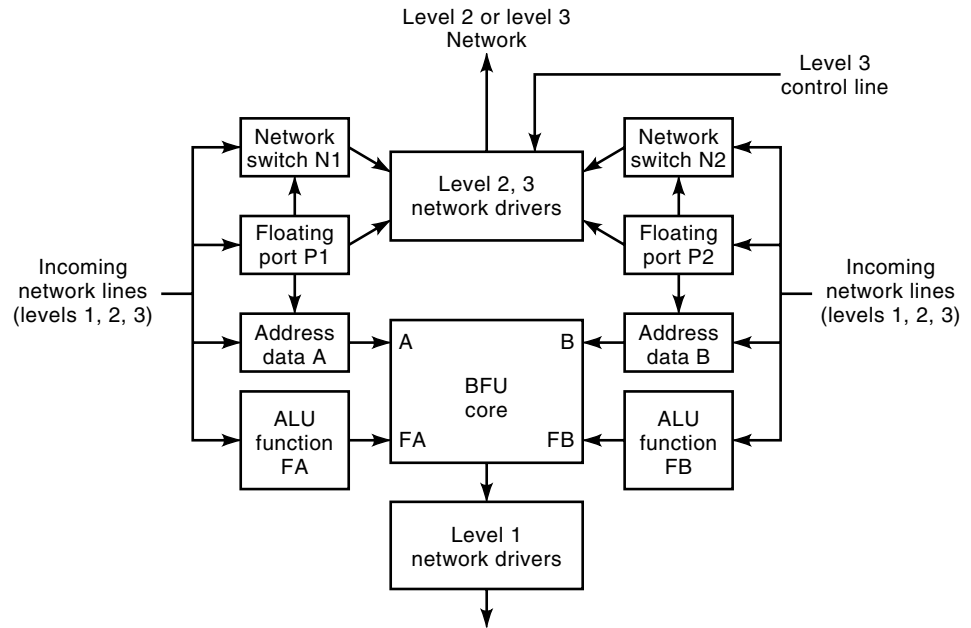 Level 2 or level 3
Network
Level 3
control line
Network
switch N1
Level 2, 3
network drivers
Network
switch N2
Floating
port P1
Floating
port P2
Incoming
network lines
(levels 1, 2, 3)
Incoming
network lines
(levels 1, 2, 3)
Address
data A
A
B
Address
data B
BFU
core
ALU
function
FA
FA
FB
ALU
function
FB
Level 1
network drivers